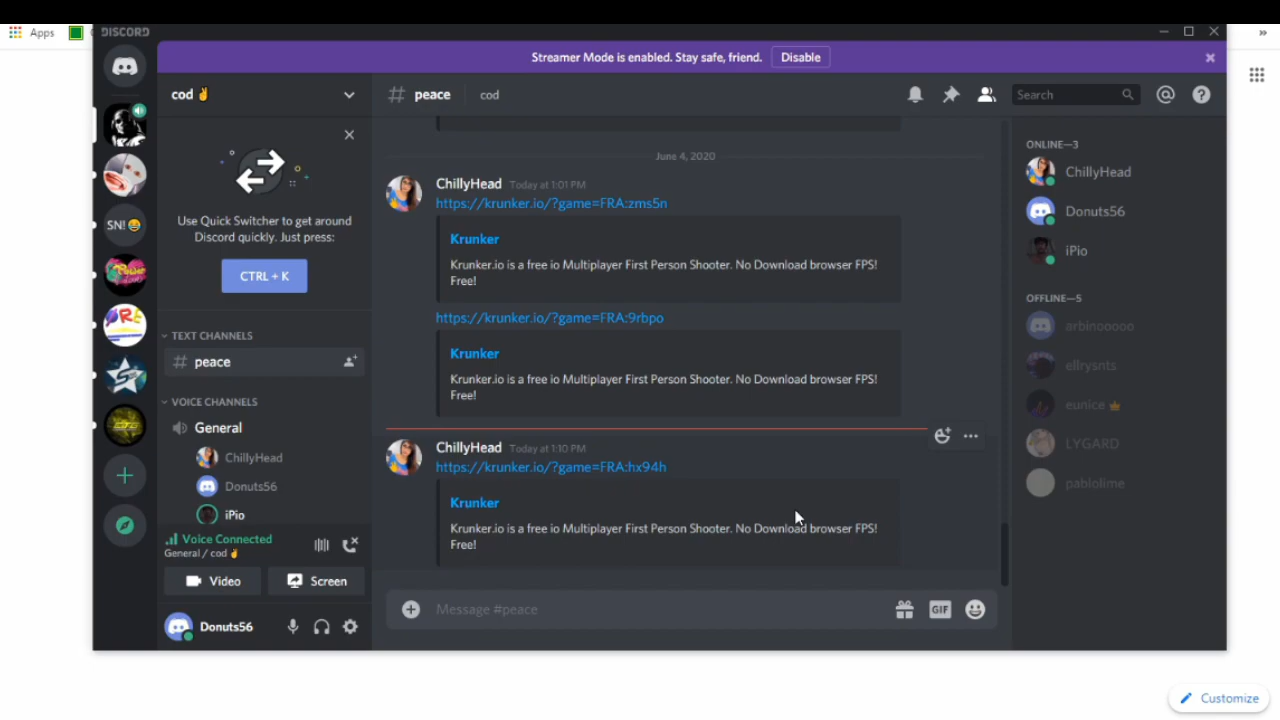 Apps
DISCORD
Streamer Mode is enabled. Stay safe, friend.
Disable
cod ✌
# peace
cod
Search
Use Quick Switcher to get around
Discord quickly. Just press:
CTRL + K
TEXT CHANNELS
# peace
VOICE CHANNELS
General
ChillyHead
Donuts56
iPio
Voice Connected
General / cod ✌
Video
Screen
Donuts56
SN! 😄
June 4, 2020
ChillyHead Today at 1:01 PM
https://krunker.io/?game=FRA:zms5n
Krunker
Krunker.io is a free io Multiplayer First Person Shooter. No Download browser FPS!
Free!
https://krunker.io/?game=FRA:9rbpo
Krunker
Krunker.io is a free io Multiplayer First Person Shooter. No Download browser FPS!
Free!
ChillyHead Today at 1:10 PM
https://krunker.io/?game=FRA:hx94h
Krunker
Krunker.io is a free io Multiplayer First Person Shooter. No Download browser FPS!
Free!
Message #peace
GIF
ONLINE—3
ChillyHead
Donuts56
iPio
OFFLINE—5
arbinooooo
ellrysnts
eunice
LYGARD
pablolime
Customize